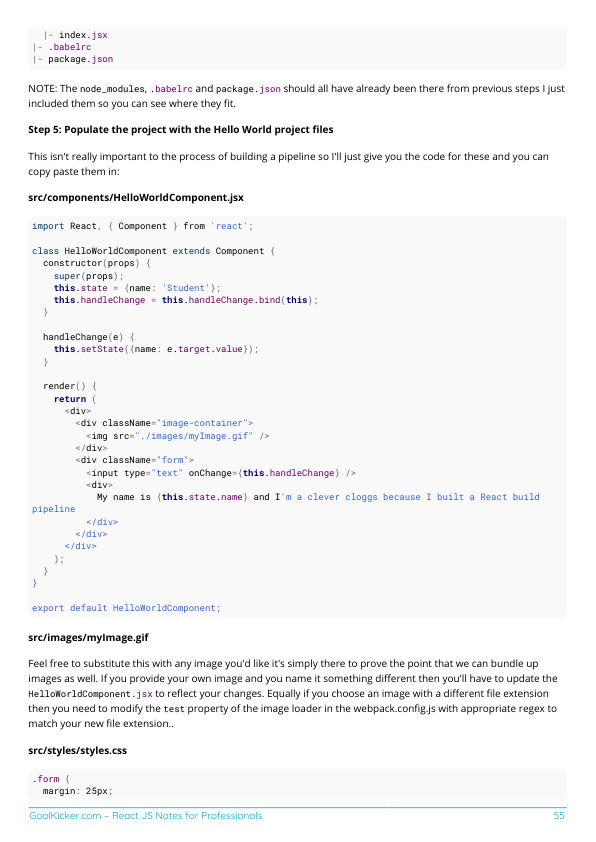 |- index.jsx
|- .babelrc
|- package.json
NOTE: The node_modules, .babelrc and package.json should all have already been there from previous steps I just
included them so you can see where they fit.
Step 5: Populate the project with the Hello World project files
This isn't really important to the process of building a pipeline so I'll just give you the code for these and you can
copy paste them in:
src/components/HelloWorldComponent.jsx
import React, { Component } from 'react';
class HelloWorldComponent extends Component {
constructor(props) {
super(props);
this.state = {name: 'Student'};
this.handleChange = this.handleChange.bind(this);
}
handleChange(e) {
this.setState({name: e.target.value});
}
render() {
return (
<div>
<div className="image-container">
<img src="./images/myImage.gif" />
</div>
<div className="form">
<input type="text" onChange={this.handleChange} />
<div>
My name is {this.state.name} and I'm a clever cloggs because I built a React build
pipeline
</div>
</div>
</div>
);
}
}
export default HelloWorldComponent;
src/images/myImage.gif
Feel free to substitute this with any image you'd like it's simply there to prove the point that we can bundle up
images as well. If you provide your own image and you name it something different then you'll have to update the
HelloWorldComponent.jsx to reflect your changes. Equally if you choose an image with a different file extension
then you need to modify the test property of the image loader in the webpack.config.js with appropriate regex to
match your new file extension..
src/styles/styles.css
.form {
margin: 25px;
GoalKicker.com – React JS Notes for Professionals
55